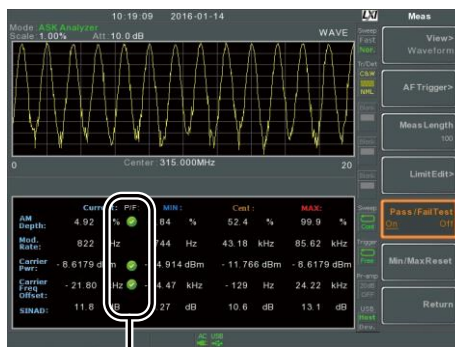 10:19:09 2016-01-14
LXI
Meas
Mode: ASK Analyzer
Scale: 1.00% Att: 10.0 dB WAVE
Sweep
Fast
Nor.
Tr/Det
C&W
NML
View>
Waveform
AF Trigger>
Meas Length
100
0 Center: 315.000MHz 20
Limit Edit>
Current: P/F: MIN: Cent: MAX:
AM Depth: 4.92 % 84 % 52.4 % 99.9 %
Mod. Rate: 822 Hz 744 Hz 43.18 kHz 85.62 kHz
Carrier Pwr: - 8.6179 dBm 4.914 dBm - 11.766 dBm - 8.6179 dBm
Carrier Freq Offset: - 21.80 Hz 4.47 kHz - 129 Hz 24.22 kHz
SINAD: 11.8 dB 27 dB 10.6 dB 13.1 dB
Sweep
Cont
Trigger
Free
Pass/Fail Test
On Off
Min/Max Reset
Return
OFF
USB
Host
Dev.
AC USB